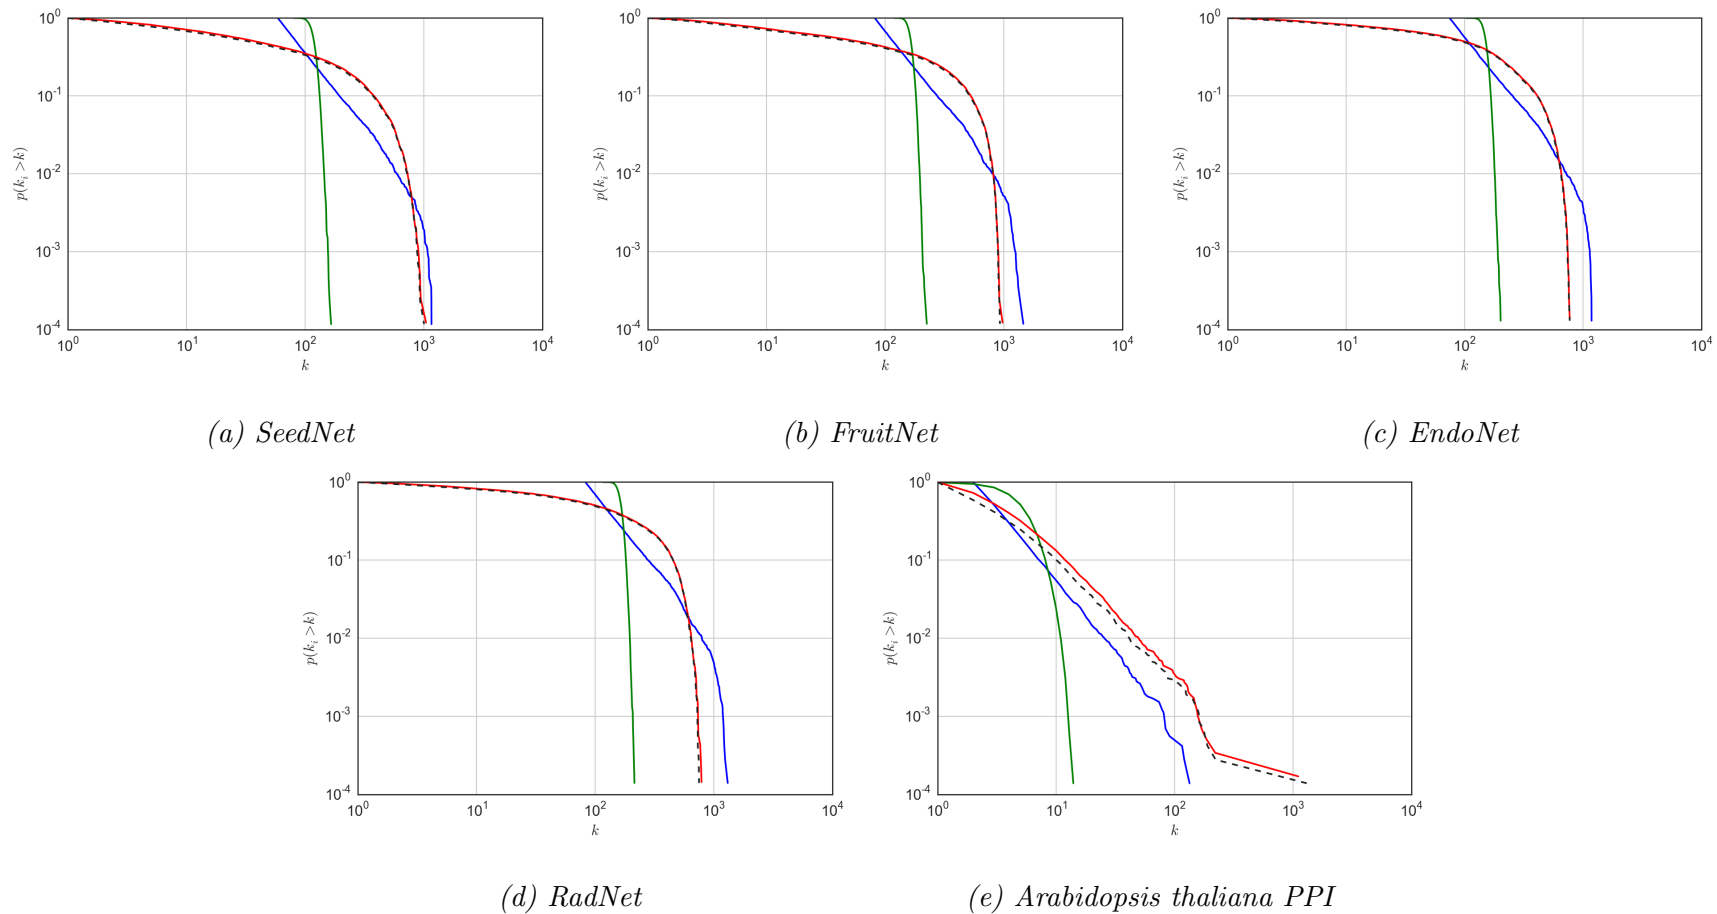 10^0
10^-1
10^-2
10^-3
10^-4
p(k_i > k)
10^0 10^1 10^2 10^3 10^4
k
(a) SeedNet
10^0
10^-1
10^-2
10^-3
10^-4
p(k_i > k)
10^0 10^1 10^2 10^3 10^4
k
(b) FruitNet
10^0
10^-1
10^-2
10^-3
10^-4
p(k_i > k)
10^0 10^1 10^2 10^3 10^4
k
(c) EndoNet
10^0
10^-1
10^-2
10^-3
10^-4
p(k_i > k)
10^0 10^1 10^2 10^3 10^4
k
(d) RadNet
10^0
10^-1
10^-2
10^-3
10^-4
p(k_i > k)
10^0 10^1 10^2 10^3 10^4
k
(e) Arabidopsis thaliana PPI